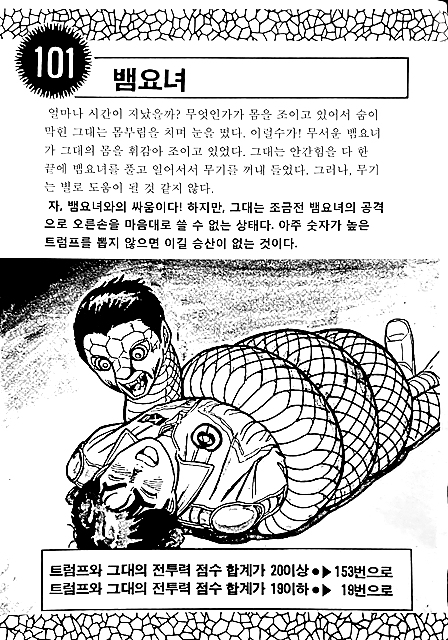 101
뱀요녀
얼마나 시간이 지났을까? 무엇인가가 몸을 조이고 있어서 숨이
막힌 그대는 몸부림을 치며 눈을 떴다. 이럴수가! 무서운 뱀요녀
가 그대의 몸을 휘감아 조이고 있었다. 그대는 안간힘을 다 한
끝에 뱀요녀를 풀고 일어서서 무기를 꺼내 들었다. 그러나, 무기
는 별로 도움이 될 것 같지 않다.
자, 뱀요녀와의 싸움이다! 하지만, 그대는 조금전 뱀요녀의 공격
으로 오른손을 마음대로 쓸 수 없는 상태다. 아주 숫자가 높은
트럼프를 뽑지 않으면 이길 승산이 없는 것이다.
트럼프와 그대의 전투력 점수 합계가 20이상 ●▶ 153번으로
트럼프와 그대의 전투력 점수 합계가 19이하 ●▶ 19번으로